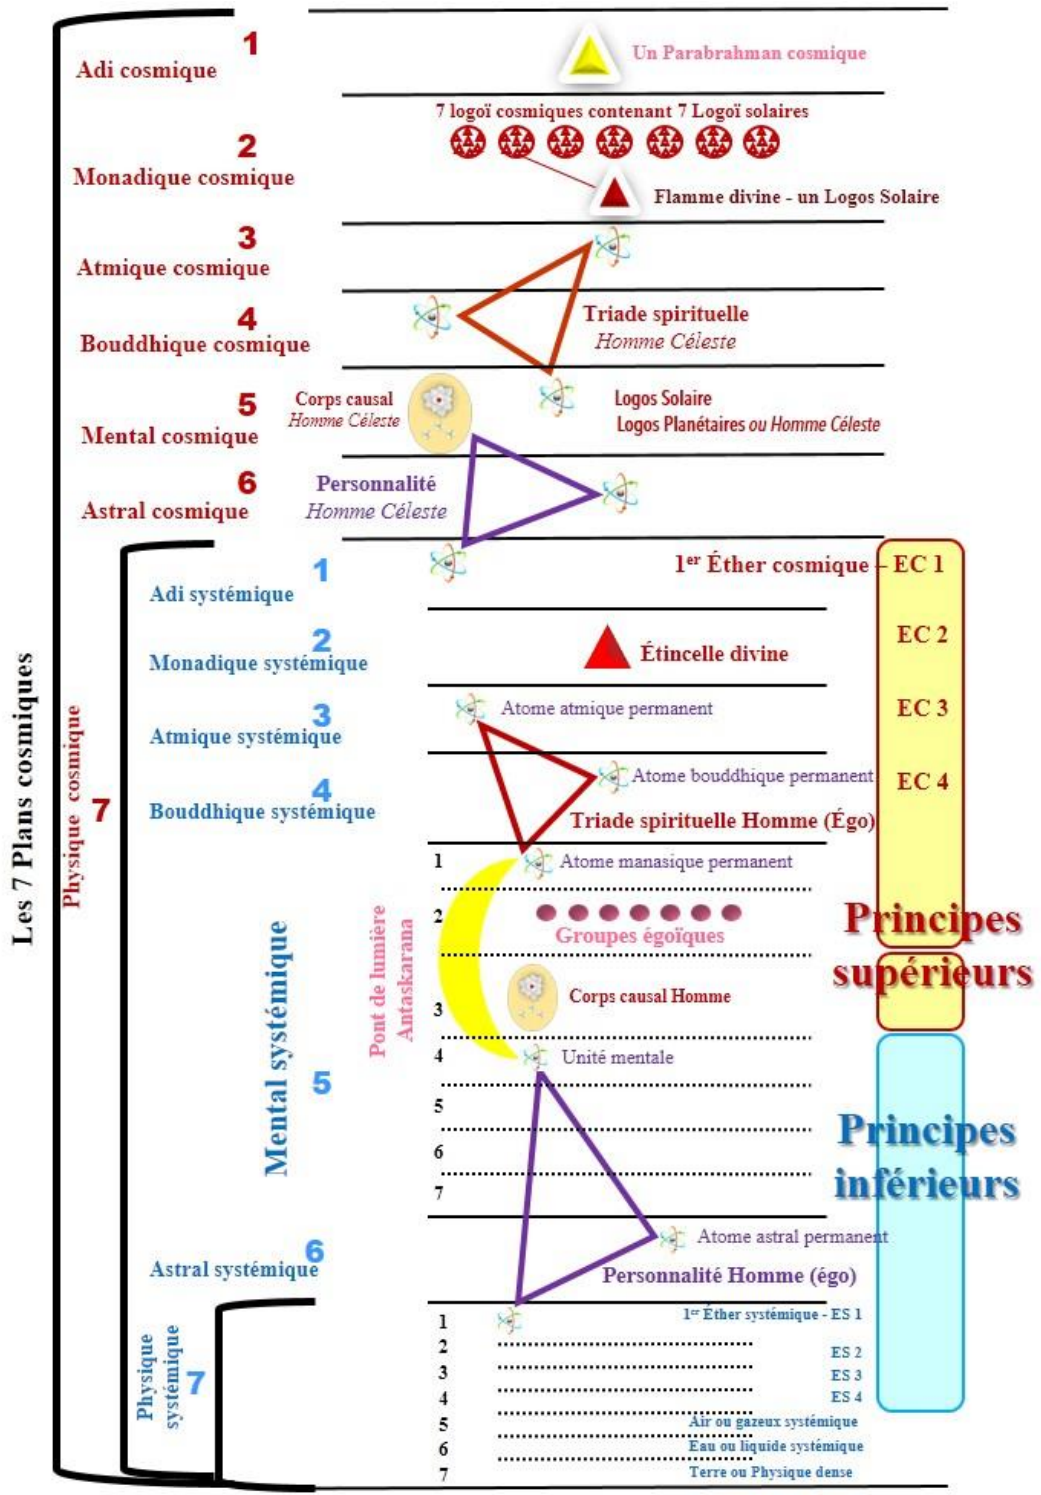 Les 7 Plans cosmiques
1
Adi cosmique
Un Parabrahman cosmique
7 logoï cosmiques contenant 7 Logoï solaires
2
Monadique cosmique
Flamme divine - un Logos Solaire
3
Atmique cosmique
4
Bouddhique cosmique
Triade spirituelle
Homme Céleste
5
Mental cosmique
Corps causal
Homme Céleste
Logos Solaire
Logos Planétaires ou Homme Céleste
6
Astral cosmique
Personnalité
Homme Céleste
Physique cosmique
7
1
Adi systémique
1er Éther cosmique – EC 1
2
Monadique systémique
Étincelle divine
EC 2
3
Atmique systémique
Atome atmique permanent
EC 3
4
Bouddhique systémique
Atome bouddhique permanent
EC 4
Triade spirituelle Homme (Égo)
Mental systémique
5
Pont de lumière
Antaskarana
1
Atome manasique permanent
2
Groupes égoïques
Principes
supérieurs
3
Corps causal Homme
4
Unité mentale
5
6
7
Principes
inférieurs
6
Astral systémique
Atome astral permanent
Personnalité Homme (égo)
Physique
systémique
7
1
1er Éther systémique - ES 1
2
ES 2
3
ES 3
4
ES 4
5
Air ou gazeux systémique
6
Eau ou liquide systémique
7
Terre ou Physique dense